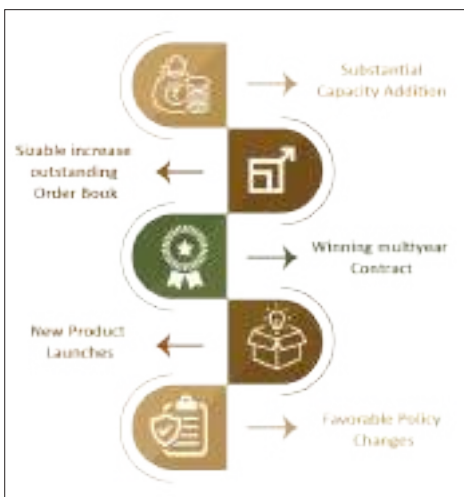 Substantial
Capacity Addition
Sizable increase
outstanding
Order Book
Winning multiyear
Contract
New Product
Launches
Favorable Policy
Changes